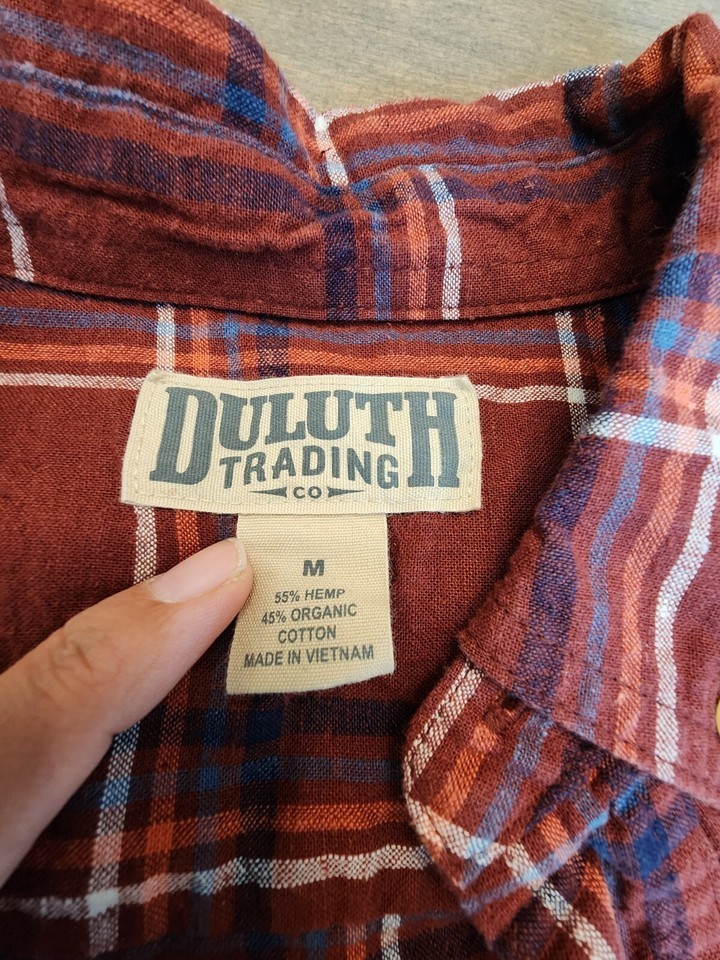 DULUTH
TRADING
CO
M
55% HEMP
45% ORGANIC
COTTON
MADE IN VIETNAM